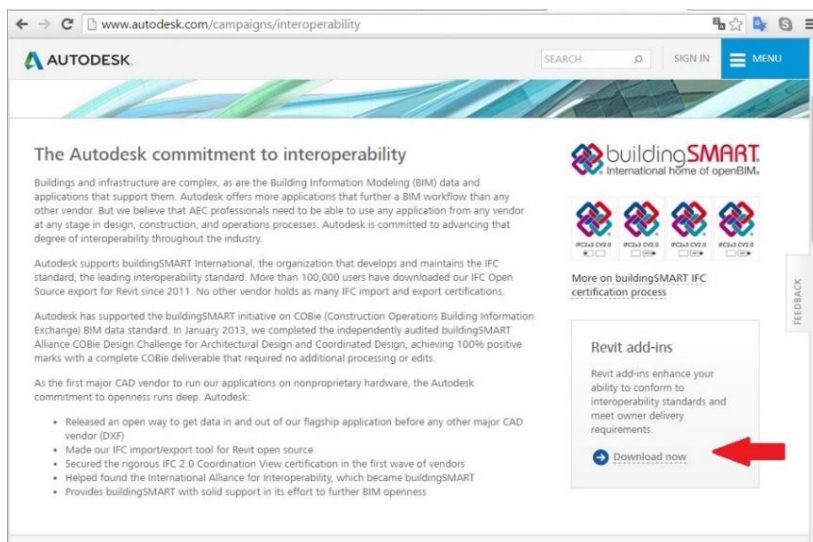 www.autodesk.com/campaigns/interoperability
AUTODESK.
SEARCH
SIGN IN
MENU
The Autodesk commitment to interoperability
Buildings and infrastructure are complex, as are the Building Information Modeling (BIM) data and
applications that support them. Autodesk offers more applications that further a BIM workflow than any
other vendor. But we believe that AEC professionals need to be able to use any application from any vendor
at any stage in design, construction, and operations processes. Autodesk is committed to advancing that
degree of interoperability throughout the industry.
Autodesk supports buildingSMART International, the organization that develops and maintains the IFC
standard, the leading interoperability standard. More than 100,000 users have downloaded our IFC Open
Source export for Revit since 2011. No other vendor holds as many IFC import and export certifications.
Autodesk has supported the buildingSMART initiative on COBie (Construction Operations Building Information
Exchange) BIM data standard. In January 2013, we completed the independently audited buildingSMART
Alliance COBie Design Challenge for Architectural Design and Coordinated Design, achieving 100% positive
marks with a complete COBie deliverable that required no additional processing or edits.
As the first major CAD vendor to run our applications on nonproprietary hardware, the Autodesk
commitment to openness runs deep. Autodesk:
• Released an open way to get data in and out of our flagship application before any other major CAD
vendor (DXF)
• Made our IFC import/export tool for Revit open source
• Secured the rigorous IFC 2.0 Coordination View certification in the first wave of vendors
• Helped found the International Alliance for Interoperability, which became buildingSMART
• Provides buildingSMART with solid support in its effort to further BIM openness
buildingSMART.
International home of openBIM.
IFC2x3 CV2.0 IFC2x3 CV2.0 IFC2x3 CV2.0 IFC2x3 CV2.0
More on buildingSMART IFC
certification process
FEEDBACK
Revit add-ins
Revit add-ins enhance your
ability to conform to
interoperability standards and
meet owner delivery
requirements.
Download now